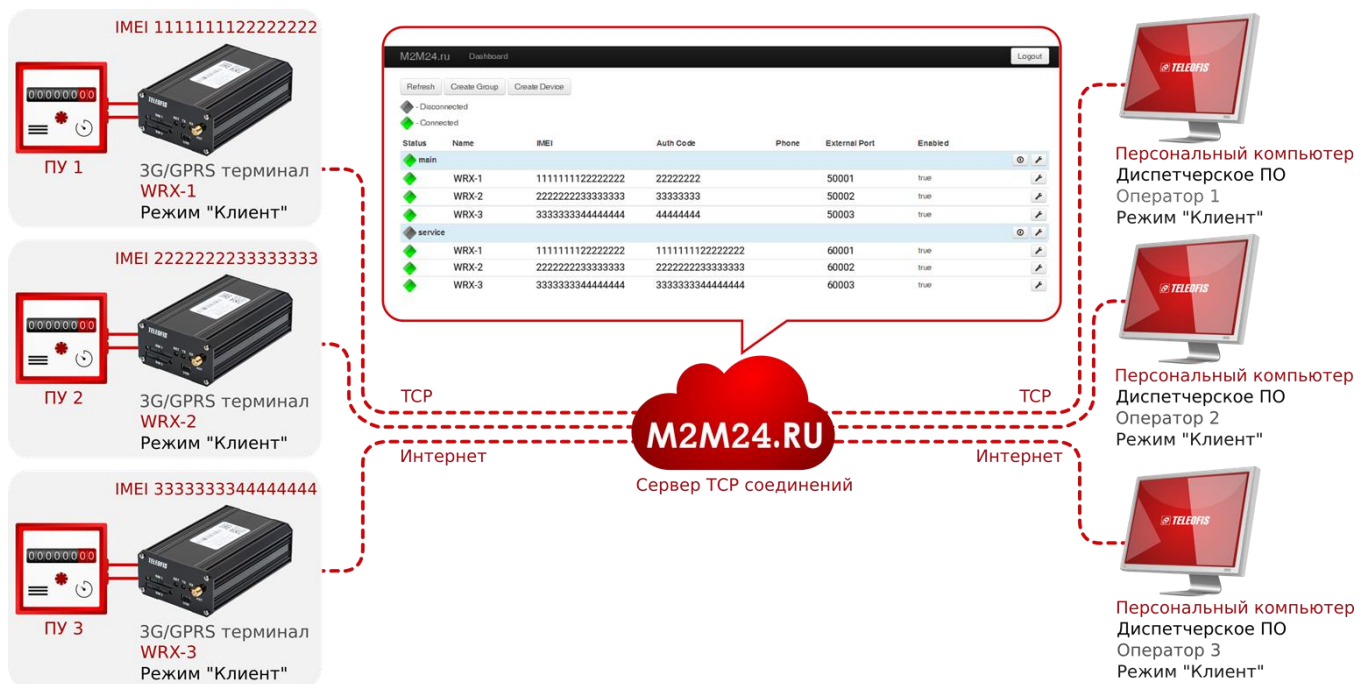 IMEI 1111111122222222
TELEOFIS
00000000
ПУ 1
3G/GPRS терминал
WRX-1
Режим "Клиент"
IMEI 2222222233333333
TELEOFIS
00000000
ПУ 2
3G/GPRS терминал
WRX-2
Режим "Клиент"
IMEI 3333333344444444
TELEOFIS
00000000
ПУ 3
3G/GPRS терминал
WRX-3
Режим "Клиент"
M2M24.ru Dashboard Logout
Refresh Create Group Create Device
- Disconnected
- Connected
Status Name IMEI Auth Code Phone External Port Enabled
main
WRX-1 1111111122222222 22222222 50001 true
WRX-2 2222222233333333 33333333 50002 true
WRX-3 3333333344444444 44444444 50003 true
service
WRX-1 1111111122222222 1111111122222222 60001 true
WRX-2 2222222233333333 2222222233333333 60002 true
WRX-3 3333333344444444 3333333344444444 60003 true
TCP
Интернет
M2M24.RU
Сервер TCP соединений
TCP
Интернет
TELEOFIS
Персональный компьютер
Диспетчерское ПО
Оператор 1
Режим "Клиент"
TELEOFIS
Персональный компьютер
Диспетчерское ПО
Оператор 2
Режим "Клиент"
TELEOFIS
Персональный компьютер
Диспетчерское ПО
Оператор 3
Режим "Клиент"